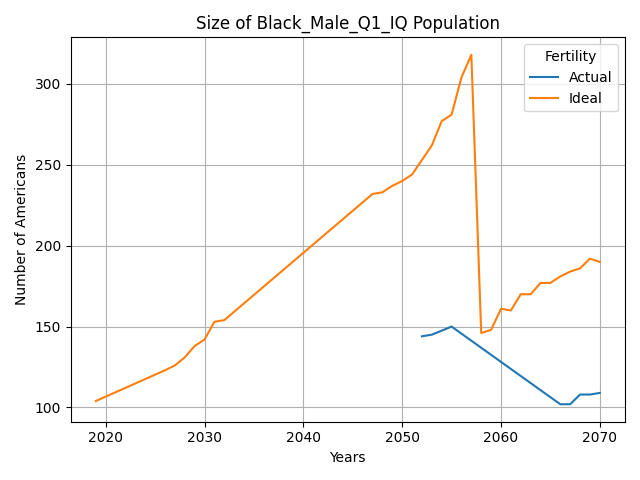 Size of Black_Male_Q1_IQ Population
Fertility
Actual
Ideal
Number of Americans
300
250
200
150
100
2020 2030 2040 2050 2060 2070
Years